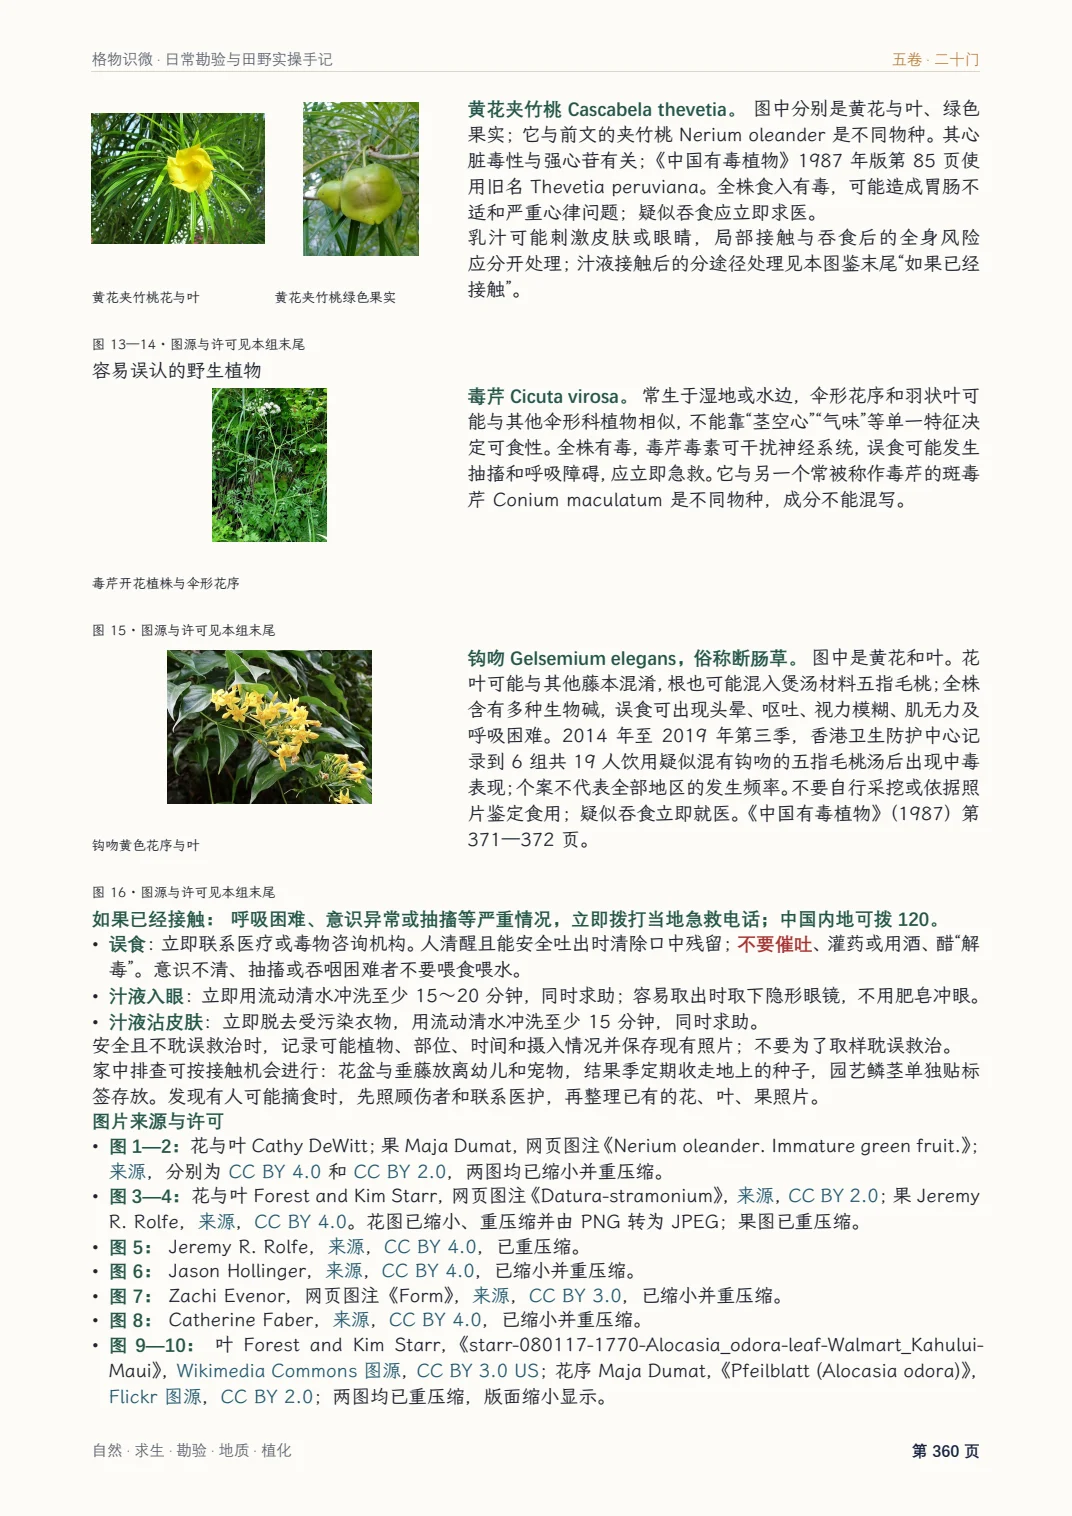 格物识微 · 日常勘验与田野实操手记
五卷 · 二十门
黄花夹竹桃花与叶
黄花夹竹桃绿色果实
图 13—14 · 图源与许可见本组末尾
黄花夹竹桃 Cascabela thevetia。 图中分别是黄花与叶、绿色
果实；它与前文的夹竹桃 Nerium oleander 是不同物种。其心
脏毒性与强心苷有关；《中国有毒植物》1987 年版第 85 页使
用旧名 Thevetia peruviana。全株食入有毒，可能造成胃肠不
适和严重心律问题；疑似吞食应立即求医。
乳汁可能刺激皮肤或眼睛，局部接触与吞食后的全身风险
应分开处理；汁液接触后的分途径处理见本图鉴末尾“如果已经
接触”。
容易误认的野生植物
毒芹开花植株与伞形花序
图 15 · 图源与许可见本组末尾
毒芹 Cicuta virosa。 常生于湿地或水边，伞形花序和羽状叶可
能与其他伞形科植物相似，不能靠“茎空心”“气味”等单一特征决
定可食性。全株有毒，毒芹毒素可干扰神经系统，误食可能发生
抽搐和呼吸障碍，应立即急救。它与另一个常被称作毒芹的斑毒
芹 Conium maculatum 是不同物种，成分不能混写。
钩吻黄色花序与叶
图 16 · 图源与许可见本组末尾
钩吻 Gelsemium elegans，俗称断肠草。 图中是黄花和叶。花
叶可能与其他藤本混淆，根也可能混入煲汤材料五指毛桃；全株
含有多种生物碱，误食可出现头晕、呕吐、视力模糊、肌无力及
呼吸困难。2014 年至 2019 年第三季，香港卫生防护中心记
录到 6 组共 19 人饮用疑似混有钩吻的五指毛桃汤后出现中毒
表现；个案不代表全部地区的发生频率。不要自行采挖或依据照
片鉴定食用；疑似吞食立即就医。《中国有毒植物》(1987) 第
371—372 页。
如果已经接触： 呼吸困难、意识异常或抽搐等严重情况，立即拨打当地急救电话；中国内地可拨 120。
• 误食：立即联系医疗或毒物咨询机构。人清醒且能安全吐出时清除口中残留；不要催吐、灌药或用酒、醋“解
毒”。意识不清、抽搐或吞咽困难者不要喂食喂水。
• 汁液入眼：立即用流动清水冲洗至少 15～20 分钟，同时求助；容易取出时取下隐形眼镜，不用肥皂冲眼。
• 汁液沾皮肤：立即脱去受污染衣物，用流动清水冲洗至少 15 分钟，同时求助。
安全且不耽误救治时，记录可能植物、部位、时间和摄入情况并保存现有照片；不要为了取样耽误救治。
家中排查可按接触机会进行：花盆与垂藤放离幼儿和宠物，结果季定期收走地上的种子，园艺鳞茎单独贴标
签存放。发现有人可能摘食时，先照顾伤者和联系医护，再整理已有的花、叶、果照片。
图片来源与许可
• 图 1—2：花与叶 Cathy DeWitt；果 Maja Dumat，网页图注《Nerium oleander. Immature green fruit.》；
来源，分别为 CC BY 4.0 和 CC BY 2.0，两图均已缩小并重压缩。
• 图 3—4：花与叶 Forest and Kim Starr，网页图注《Datura-stramonium》，来源，CC BY 2.0；果 Jeremy
R. Rolfe，来源，CC BY 4.0。花图已缩小、重压缩并由 PNG 转为 JPEG；果图已重压缩。
• 图 5： Jeremy R. Rolfe，来源，CC BY 4.0，已重压缩。
• 图 6： Jason Hollinger，来源，CC BY 4.0，已缩小并重压缩。
• 图 7： Zachi Evenor，网页图注《Form》，来源，CC BY 3.0，已缩小并重压缩。
• 图 8： Catherine Faber，来源，CC BY 4.0，已缩小并重压缩。
• 图 9—10： 叶 Forest and Kim Starr，《starr-080117-1770-Alocasia_odora-leaf-Walmart_Kahului-
Maui》，Wikimedia Commons 图源，CC BY 3.0 US；花序 Maja Dumat，《Pfeilblatt (Alocasia odora)》，
Flickr 图源，CC BY 2.0；两图均已重压缩，版面缩小显示。
自然 · 求生 · 勘验 · 地质 · 植化
第 360 页